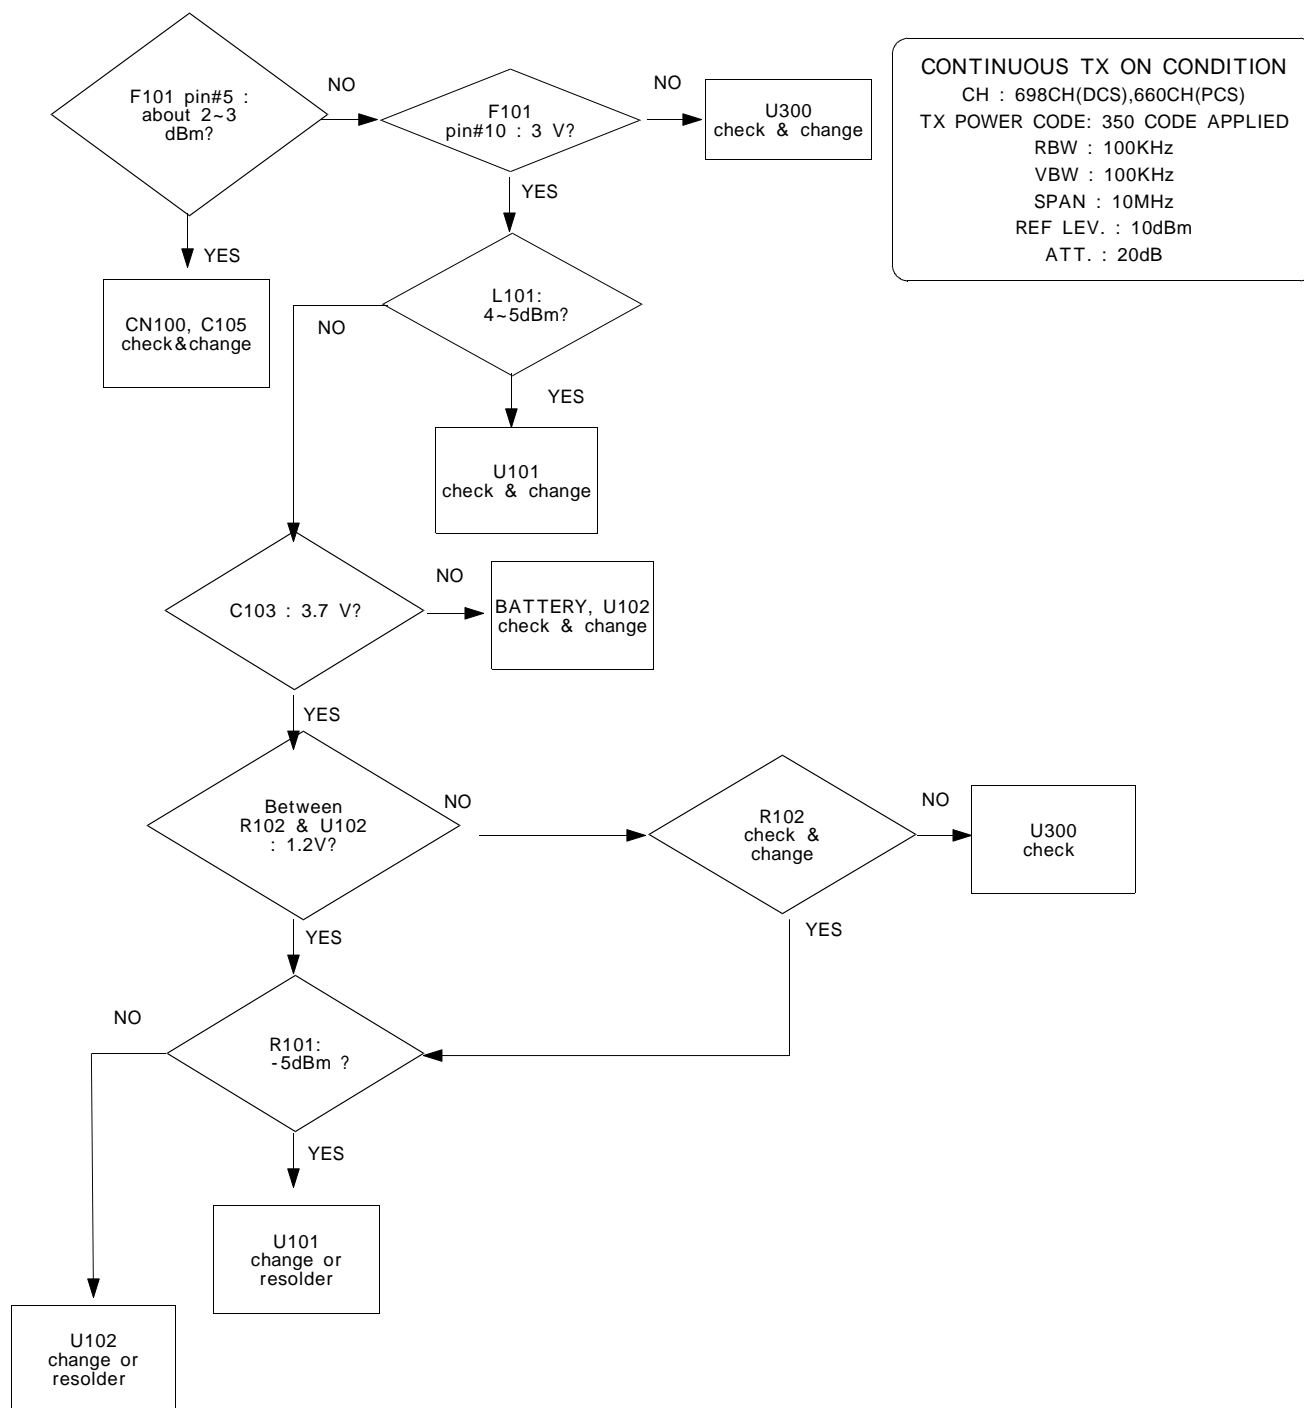 F101 pin#5 :
about 2~3
dBm?
NO
F101
pin#10 : 3 V?
NO
U300
check & change
CONTINUOUS TX ON CONDITION
CH : 698CH(DCS),660CH(PCS)
TX POWER CODE: 350 CODE APPLIED
RBW : 100KHz
VBW : 100KHz
SPAN : 10MHz
REF LEV. : 10dBm
ATT. : 20dB
YES
YES
CN100, C105
check&change
L101:
4~5dBm?
NO
YES
U101
check & change
C103 : 3.7 V?
NO
BATTERY, U102
check & change
YES
Between
R102 & U102
: 1.2V?
NO
R102
check &
change
NO
U300
check
YES
YES
R101:
-5dBm ?
NO
YES
U101
change or
resolder
U102
change or
resolder